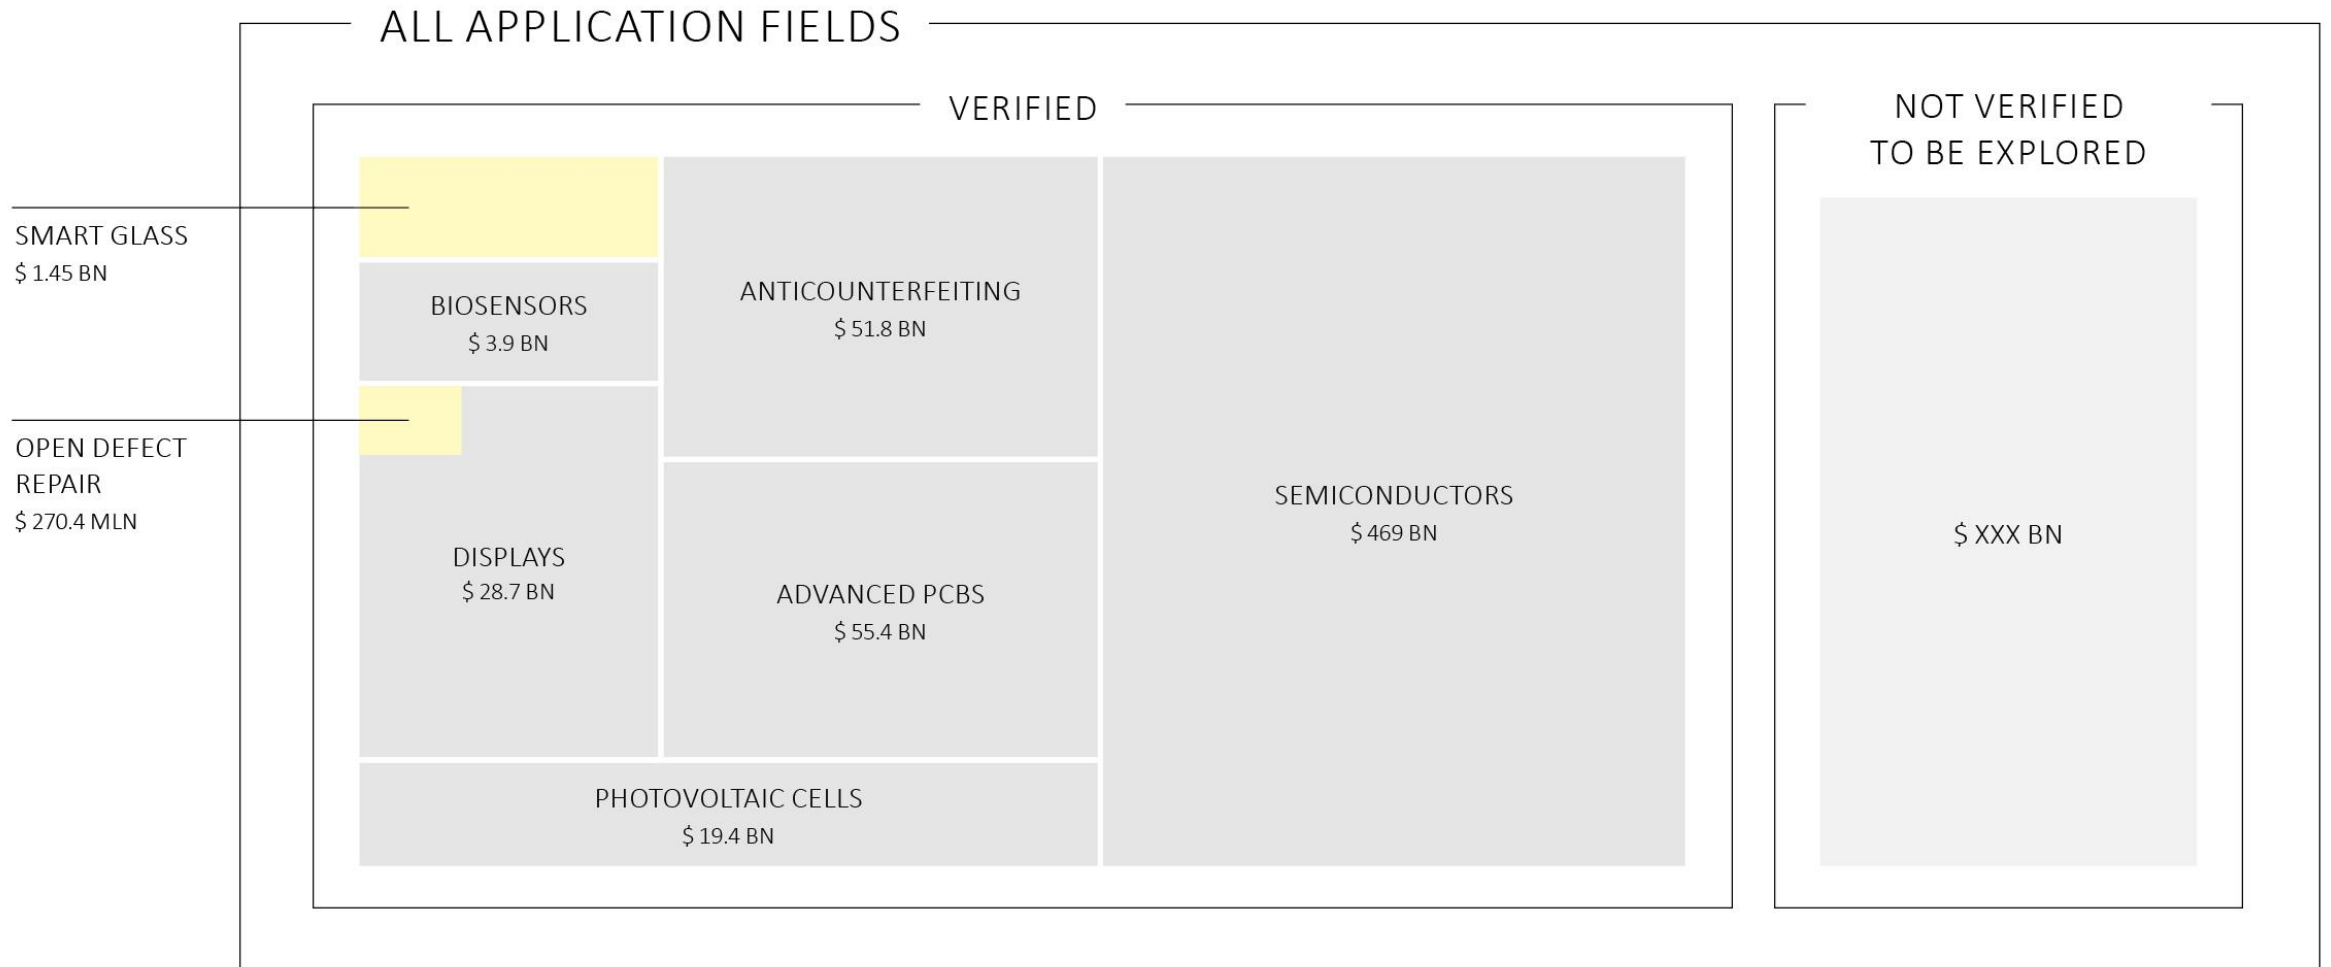 ALL APPLICATION FIELDS
VERIFIED
NOT VERIFIED
TO BE EXPLORED
SMART GLASS
$ 1.45 BN
BIOSENSORS
$ 3.9 BN
ANTICOUNTERFEITING
$ 51.8 BN
OPEN DEFECT
REPAIR
$ 270.4 MLN
SEMICONDUCTORS
$ 469 BN
$ XXX BN
DISPLAYS
$ 28.7 BN
ADVANCED PCBS
$ 55.4 BN
PHOTOVOLTAIC CELLS
$ 19.4 BN